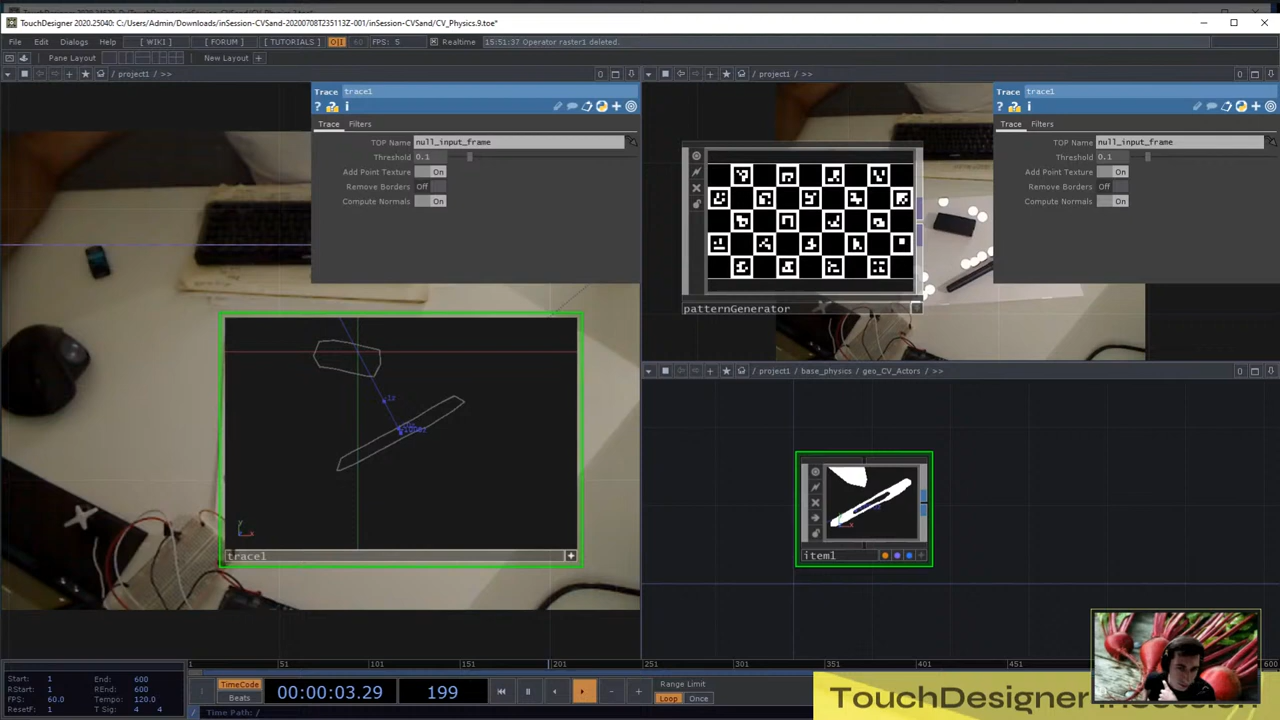 TouchDesigner 2020.25040: C:/Users/Admin/Downloads/inSession-CVSand-20200708T235113Z-001/inSession-CVSand/CV_Physics.9.toe*
File Edit Dialogs Help [ WIKI ] [ FORUM ] [ TUTORIALS ] O|I 60 FPS: 5 Realtime 15:51:37 Operator raster1 deleted.
Pane Layout New Layout +
/ project1 / >> 0
/ project1 / >> 0
Trace trace1
Trace Filters
TOP Name null_input_frame
Threshold 0.1
Add Point Texture On
Remove Borders Off
Compute Normals On
Trace trace1
Trace Filters
TOP Name null_input_frame
Threshold 0.1
Add Point Texture On
Remove Borders Off
Compute Normals On
patternGenerator
trace1
/ project1 / base_physics / geo_CV_Actors / >> 0
item1
1 51 101 151 201 251 301 351 401 451 600
Start: 1 End: 600
RStart: 1 REnd: 600
FPS: 60.0 Tempo: 120.0
ResetF: 1 T Sig: 4 4
TimeCode
Beats
00:00:03.29 199
Range Limit
Loop Once
Time Path: /
TouchDesigner